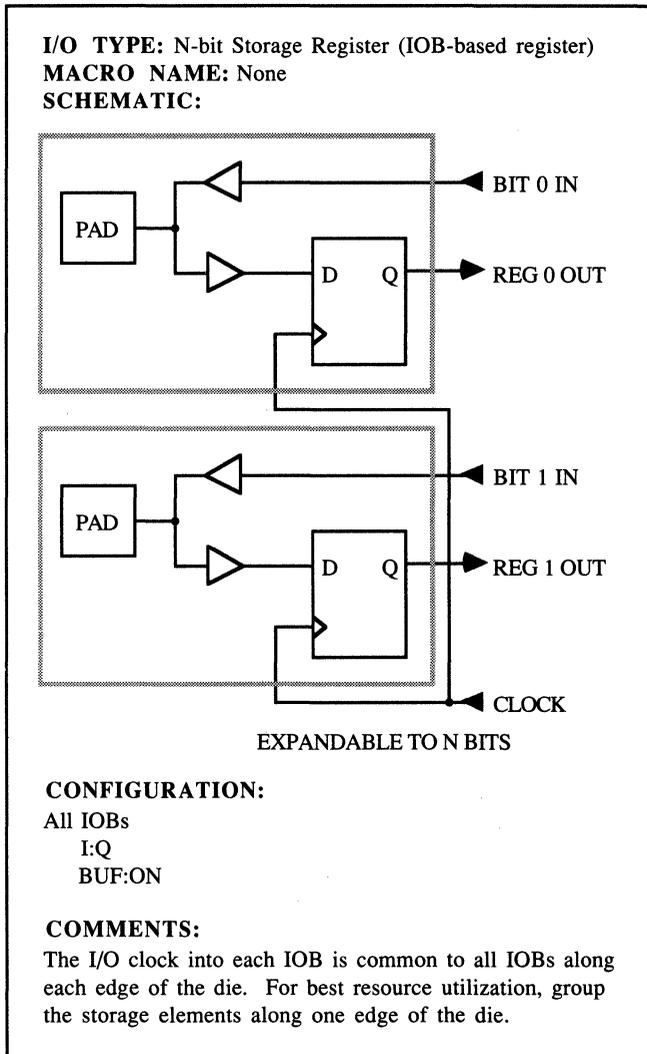 I/O TYPE: N-bit Storage Register (IOB-based register)
MACRO NAME: None
SCHEMATIC:
BIT 0 IN
PAD
D Q
REG 0 OUT
BIT 1 IN
PAD
D Q
REG 1 OUT
CLOCK
EXPANDABLE TO N BITS
CONFIGURATION:
All IOBs
I:Q
BUF:ON
COMMENTS:
The I/O clock into each IOB is common to all IOBs along
each edge of the die. For best resource utilization, group
the storage elements along one edge of the die.